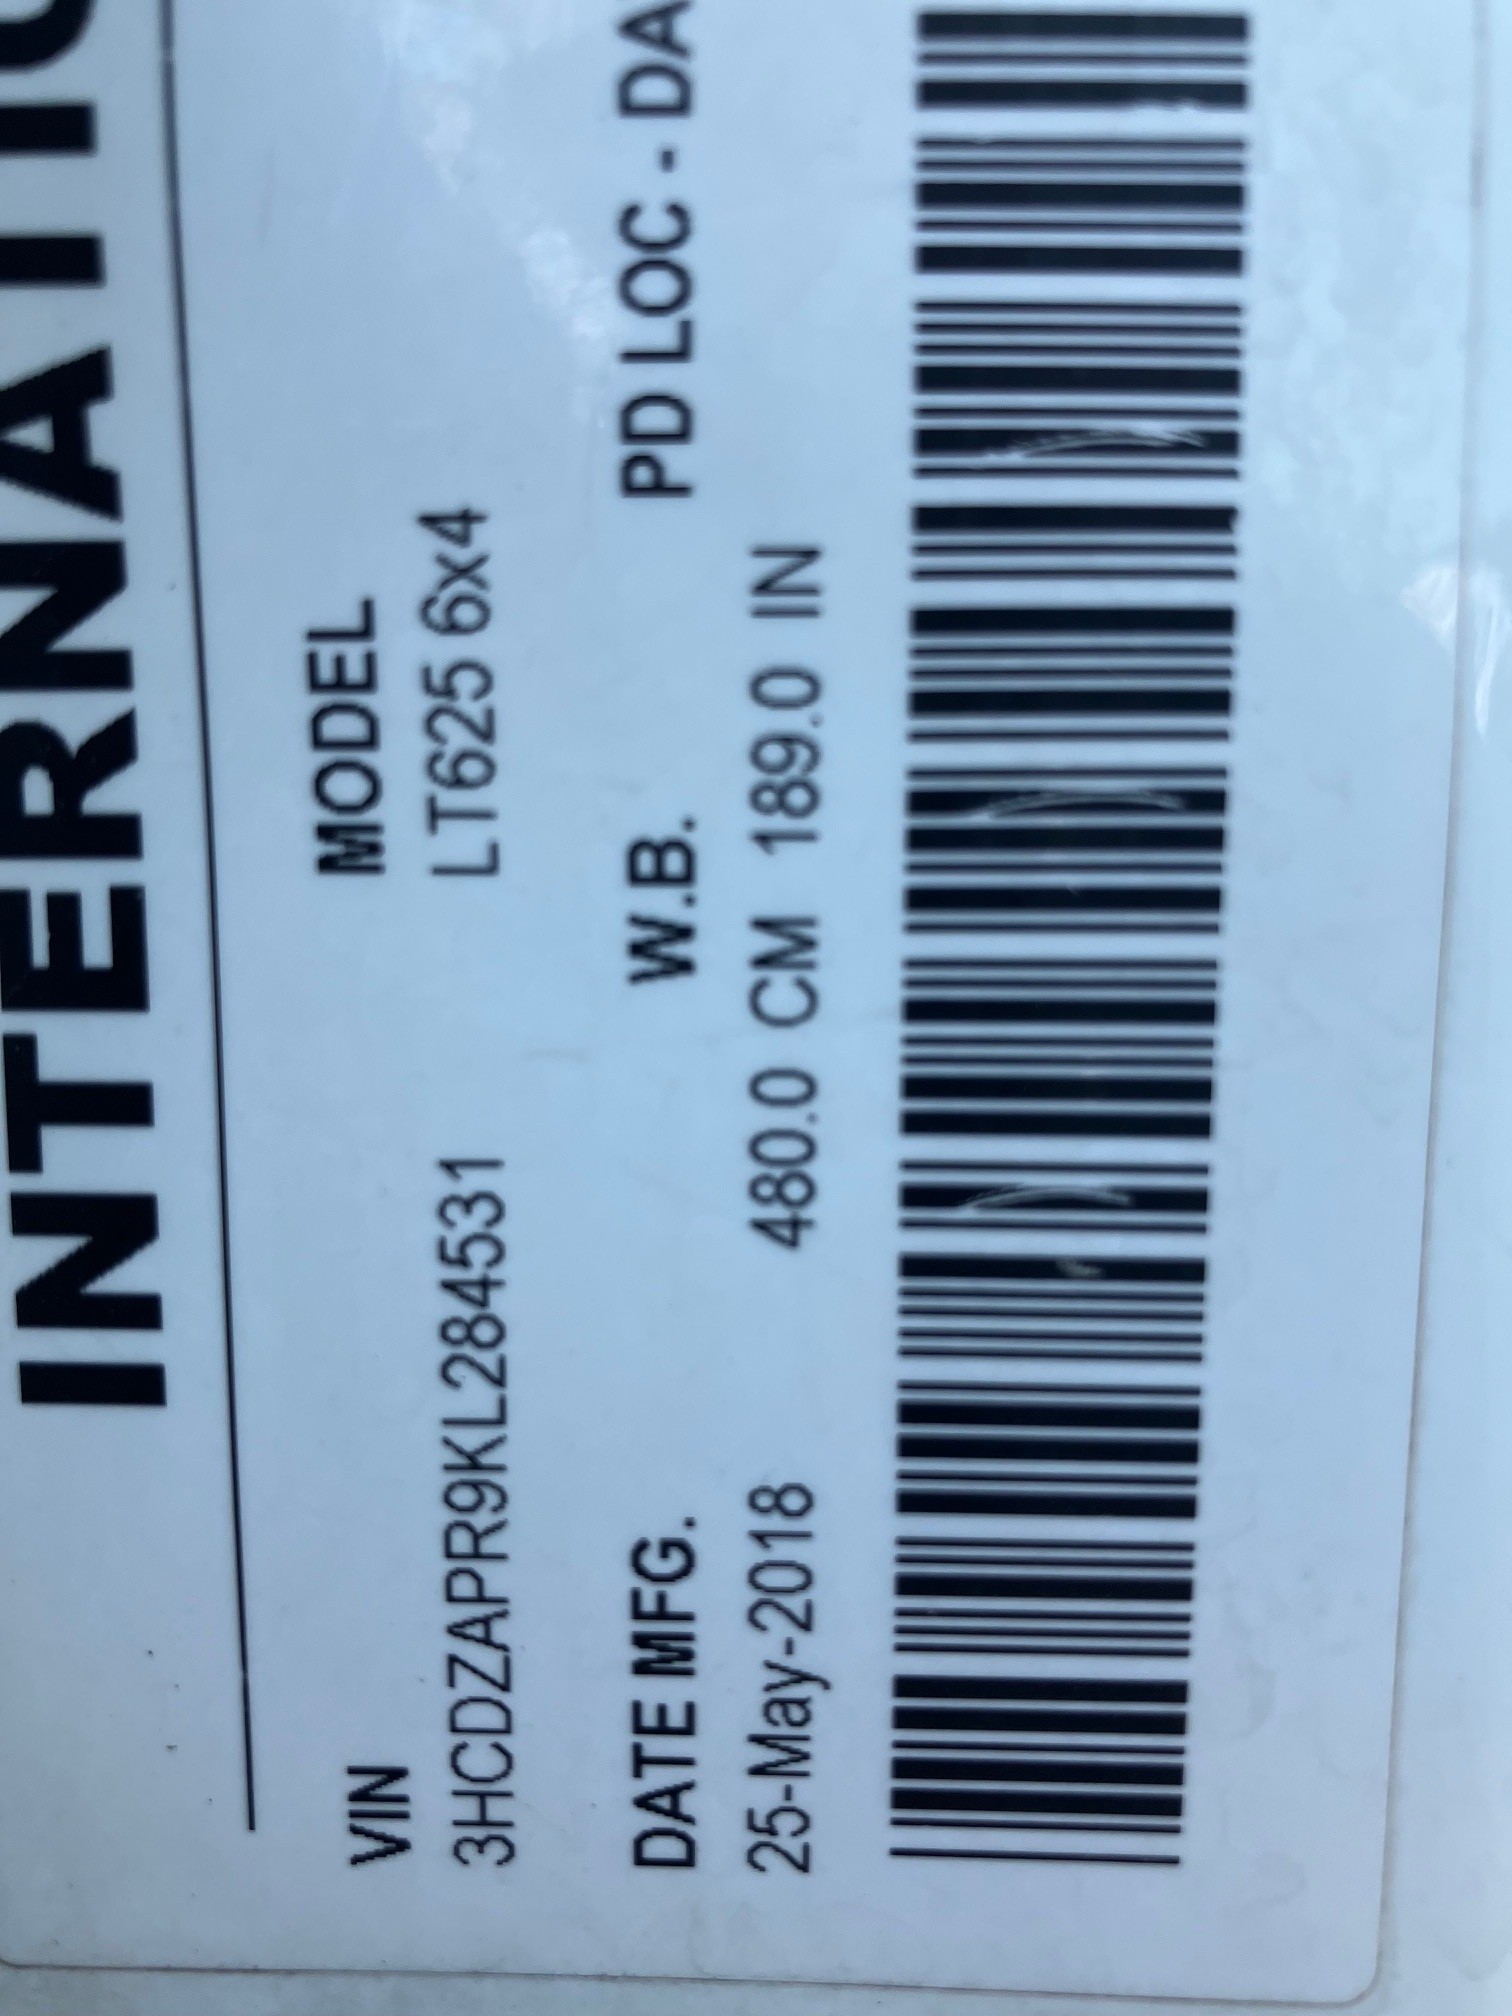 INTERNATIO
VIN MODEL
3HCDZAPR9KL284531 LT625 6x4
DATE MFG. W.B. PD LOC - DA
25-May-2018 480.0 CM 189.0 IN